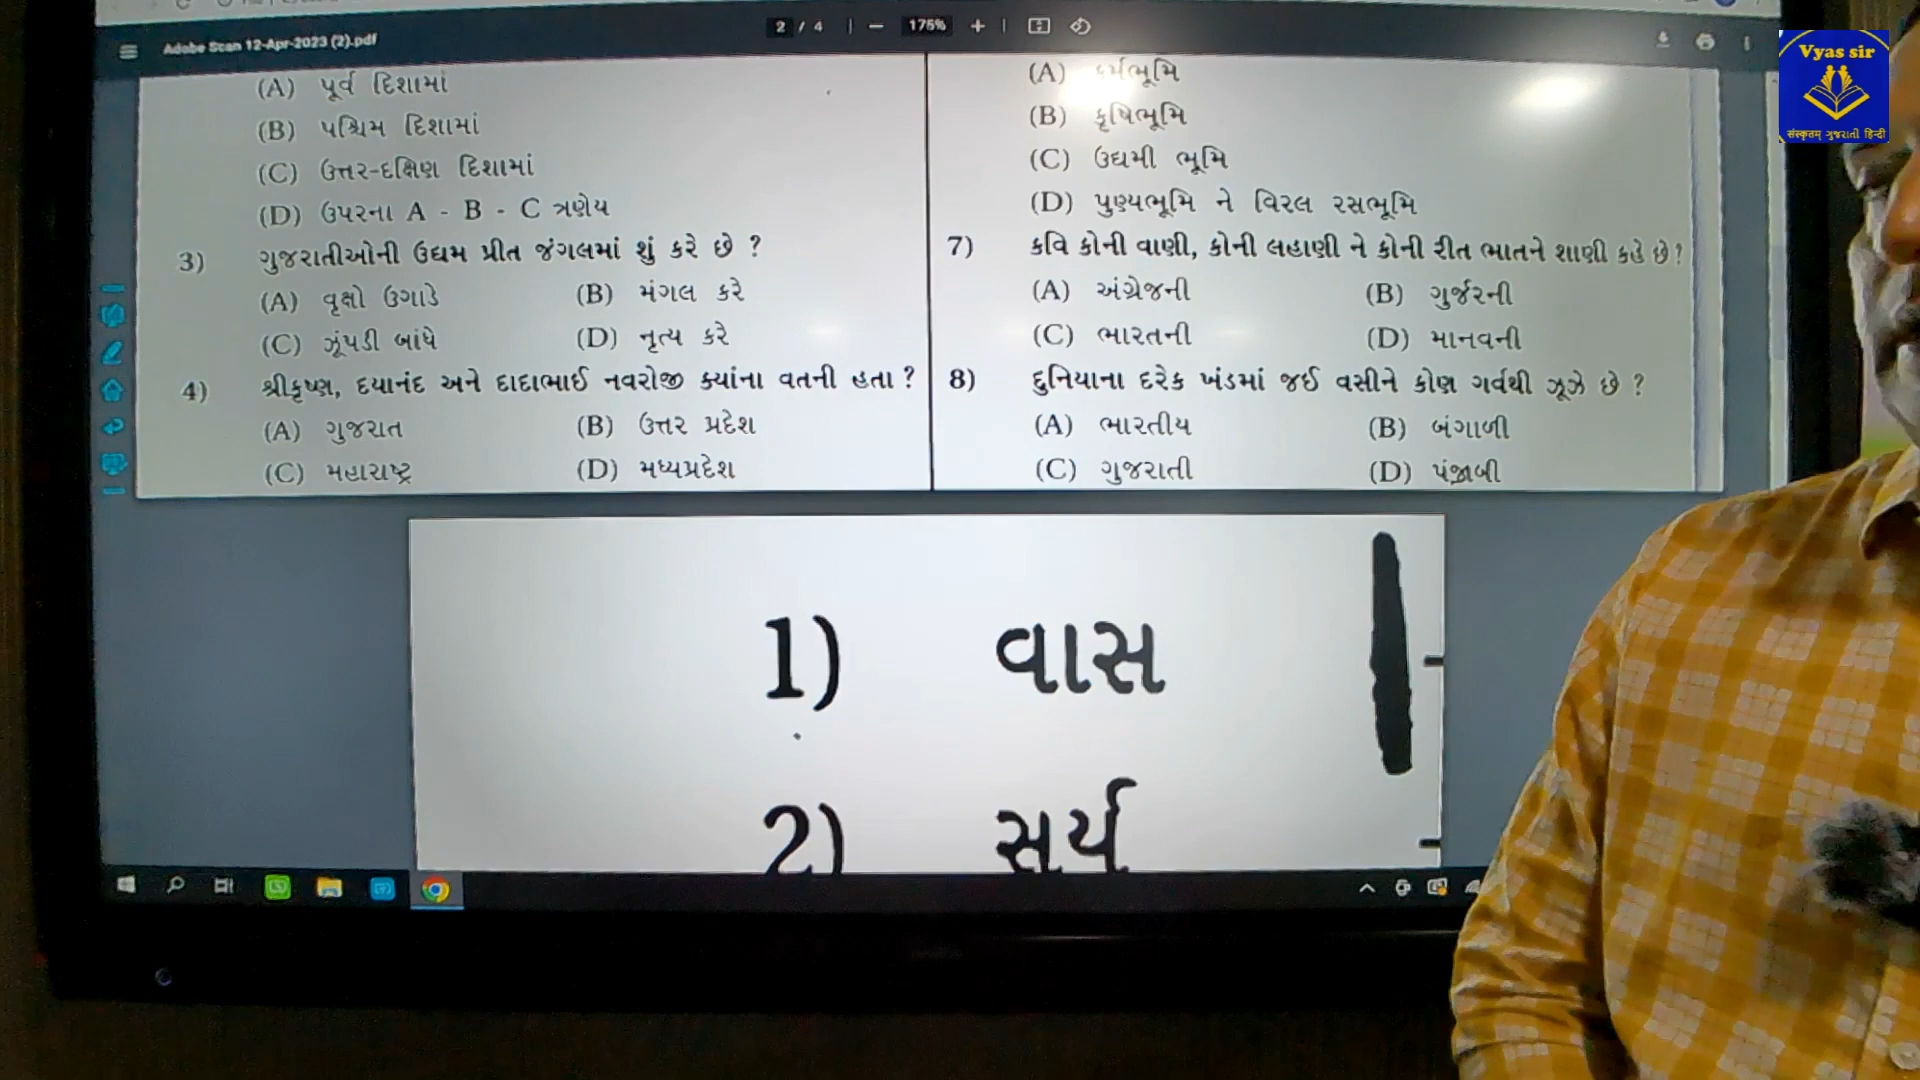 Adobe Scan 12-Apr-2023 (2).pdf
2 / 4
175%
Vyas sir
संस्कृतम् ગુજરાતી हिन्दी
(A) પૂર્વ દિશામાં
(B) પશ્ચિમ દિશામાં
(C) ઉત્તર-દક્ષિણ દિશામાં
(D) ઉપરના A - B - C ત્રણેય
3) ગુજરાતીઓની ઉદ્યમ પ્રીત જંગલમાં શું કરે છે ?
(A) વૃક્ષો ઉગાડે (B) મંગલ કરે
(C) ઝૂંપડી બાંધે (D) નૃત્ય કરે
4) શ્રીકૃષ્ણ, દયાનંદ અને દાદાભાઈ નવરોજી ક્યાંના વતની હતા ?
(A) ગુજરાત (B) ઉત્તર પ્રદેશ
(C) મહારાષ્ટ્ર (D) મધ્યપ્રદેશ
(A) કર્મભૂમિ
(B) કૃષિભૂમિ
(C) ઉદ્યમી ભૂમિ
(D) પુણ્યભૂમિ ને વિરલ રસભૂમિ
7) કવિ કોની વાણી, કોની લહાણી ને કોની રીત ભાતને શાણી કહે છે ?
(A) અંગ્રેજની (B) ગુર્જરની
(C) ભારતની (D) માનવની
8) દુનિયાના દરેક ખંડમાં જઈ વસીને કોણ ગર્વથી ઝૂઝે છે ?
(A) ભારતીય (B) બંગાળી
(C) ગુજરાતી (D) પંજાબી
1) વાસ -
2) સર્ય -